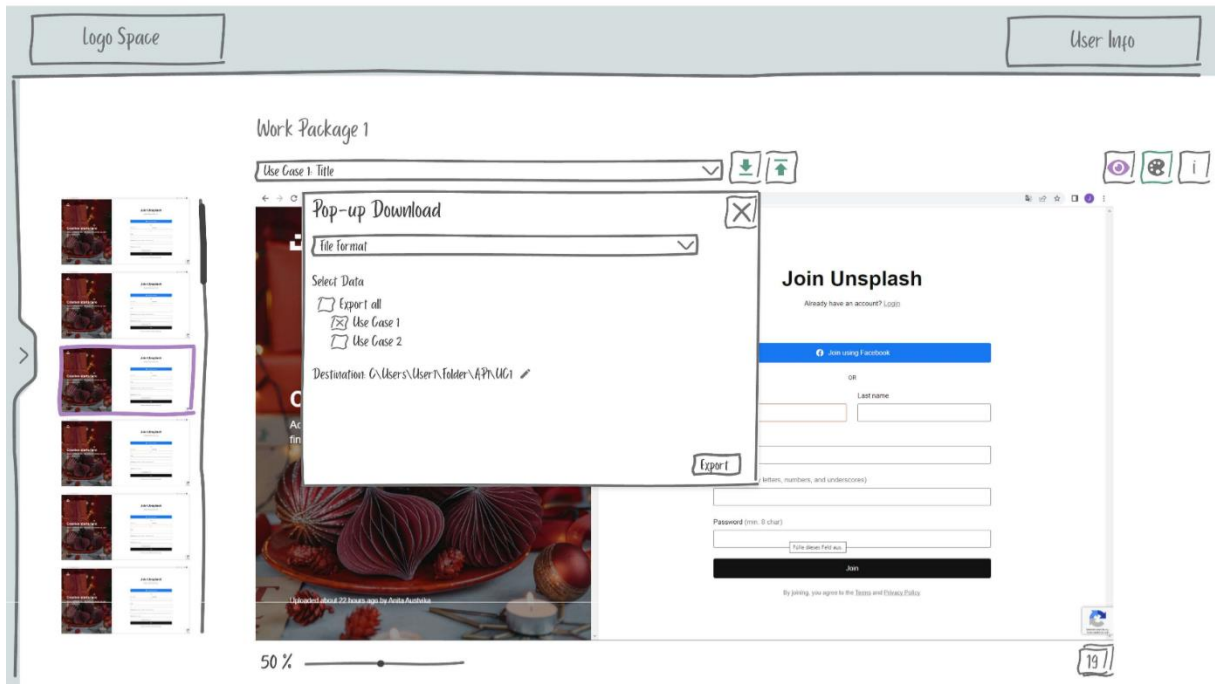 Logo Space
User Info
Work Package 1
Use Case 1: Title
i
Pop-up Download
File Format
Select Data
Export all
Use Case 1
Use Case 2
Destination: C\Users\User1\Folder\API\UC1
Export
Join Unsplash
Already have an account? Login
Join using Facebook
OR
Last name
letters, numbers, and underscores)
Password (min. 8 char)
Fülle dieses Feld aus.
Join
By joining, you agree to the Terms and Privacy Policy
Uploaded about 22 hours ago by Anita Austvika
50 %
19